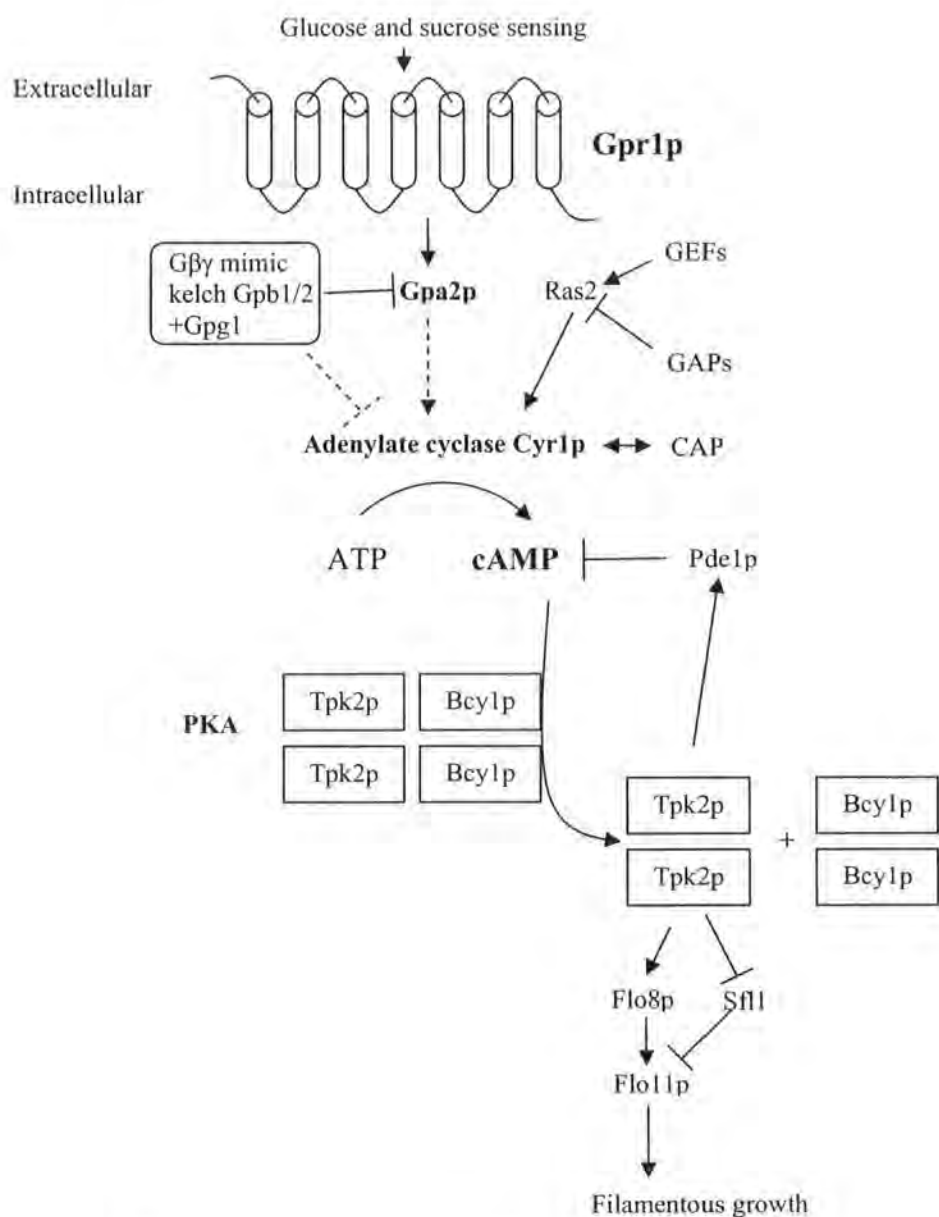 Glucose and sucrose sensing
Extracellular
Gpr1p
Intracellular
GEFs
Gβγ mimic
kelch Gpb1/2
+Gpg1
Gpa2p
Ras2
GAPs
Adenylate cyclase Cyr1p
CAP
ATP
cAMP
Pde1p
PKA
Tpk2p
Bcy1p
Tpk2p
Bcy1p
Tpk2p
+
Bcy1p
Tpk2p
Bcy1p
Flo8p
Sfl1
Flo11p
Filamentous growth